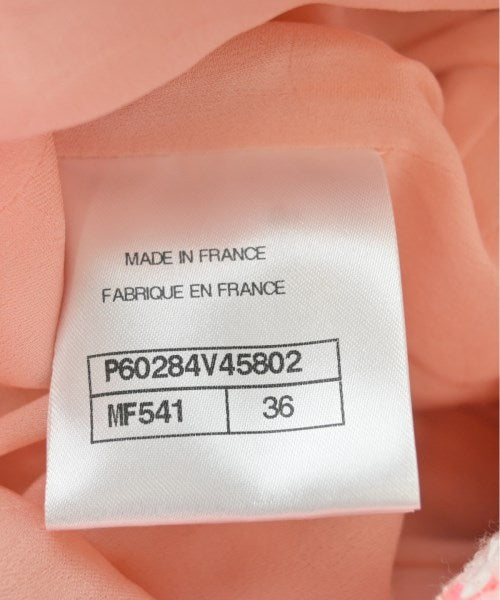 MADE IN FRANCE
FABRIQUE EN FRANCE
P60284V45802
MF541 36